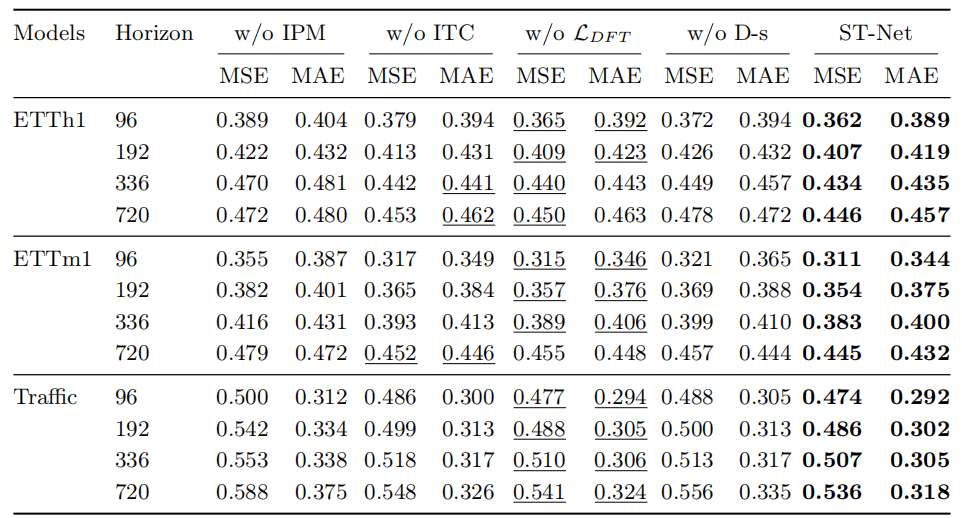 Models Horizon w/o IPM w/o ITC w/o ℒDFT w/o D-s ST-Net
MSE MAE MSE MAE MSE MAE MSE MAE MSE MAE
ETTh1 96 0.389 0.404 0.379 0.394 0.365 0.392 0.372 0.394 0.362 0.389
192 0.422 0.432 0.413 0.431 0.409 0.423 0.426 0.432 0.407 0.419
336 0.470 0.481 0.442 0.441 0.440 0.443 0.449 0.457 0.434 0.435
720 0.472 0.480 0.453 0.462 0.450 0.463 0.478 0.472 0.446 0.457
ETTm1 96 0.355 0.387 0.317 0.349 0.315 0.346 0.321 0.365 0.311 0.344
192 0.382 0.401 0.365 0.384 0.357 0.376 0.369 0.388 0.354 0.375
336 0.416 0.431 0.393 0.413 0.389 0.406 0.399 0.410 0.383 0.400
720 0.479 0.472 0.452 0.446 0.455 0.448 0.457 0.444 0.445 0.432
Traffic 96 0.500 0.312 0.486 0.300 0.477 0.294 0.488 0.305 0.474 0.292
192 0.542 0.334 0.499 0.313 0.488 0.305 0.500 0.313 0.486 0.302
336 0.553 0.338 0.518 0.317 0.510 0.306 0.513 0.317 0.507 0.305
720 0.588 0.375 0.548 0.326 0.541 0.324 0.556 0.335 0.536 0.318